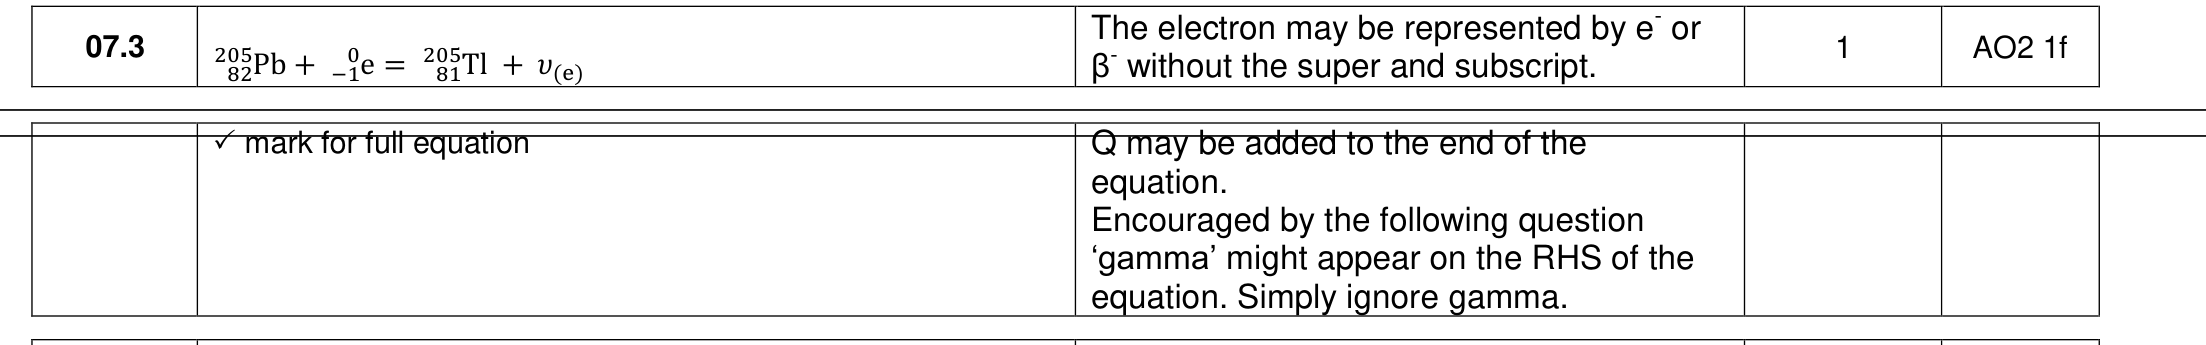 07.3
²⁰⁵₈₂Pb + ⁰₋₁e = ²⁰⁵₈₁Tl + υ₍ₑ₎
The electron may be represented by e⁻ or
β⁻ without the super and subscript.
1
AO2 1f
✓ mark for full equation
Q may be added to the end of the
equation.
Encouraged by the following question
‘gamma’ might appear on the RHS of the
equation. Simply ignore gamma.